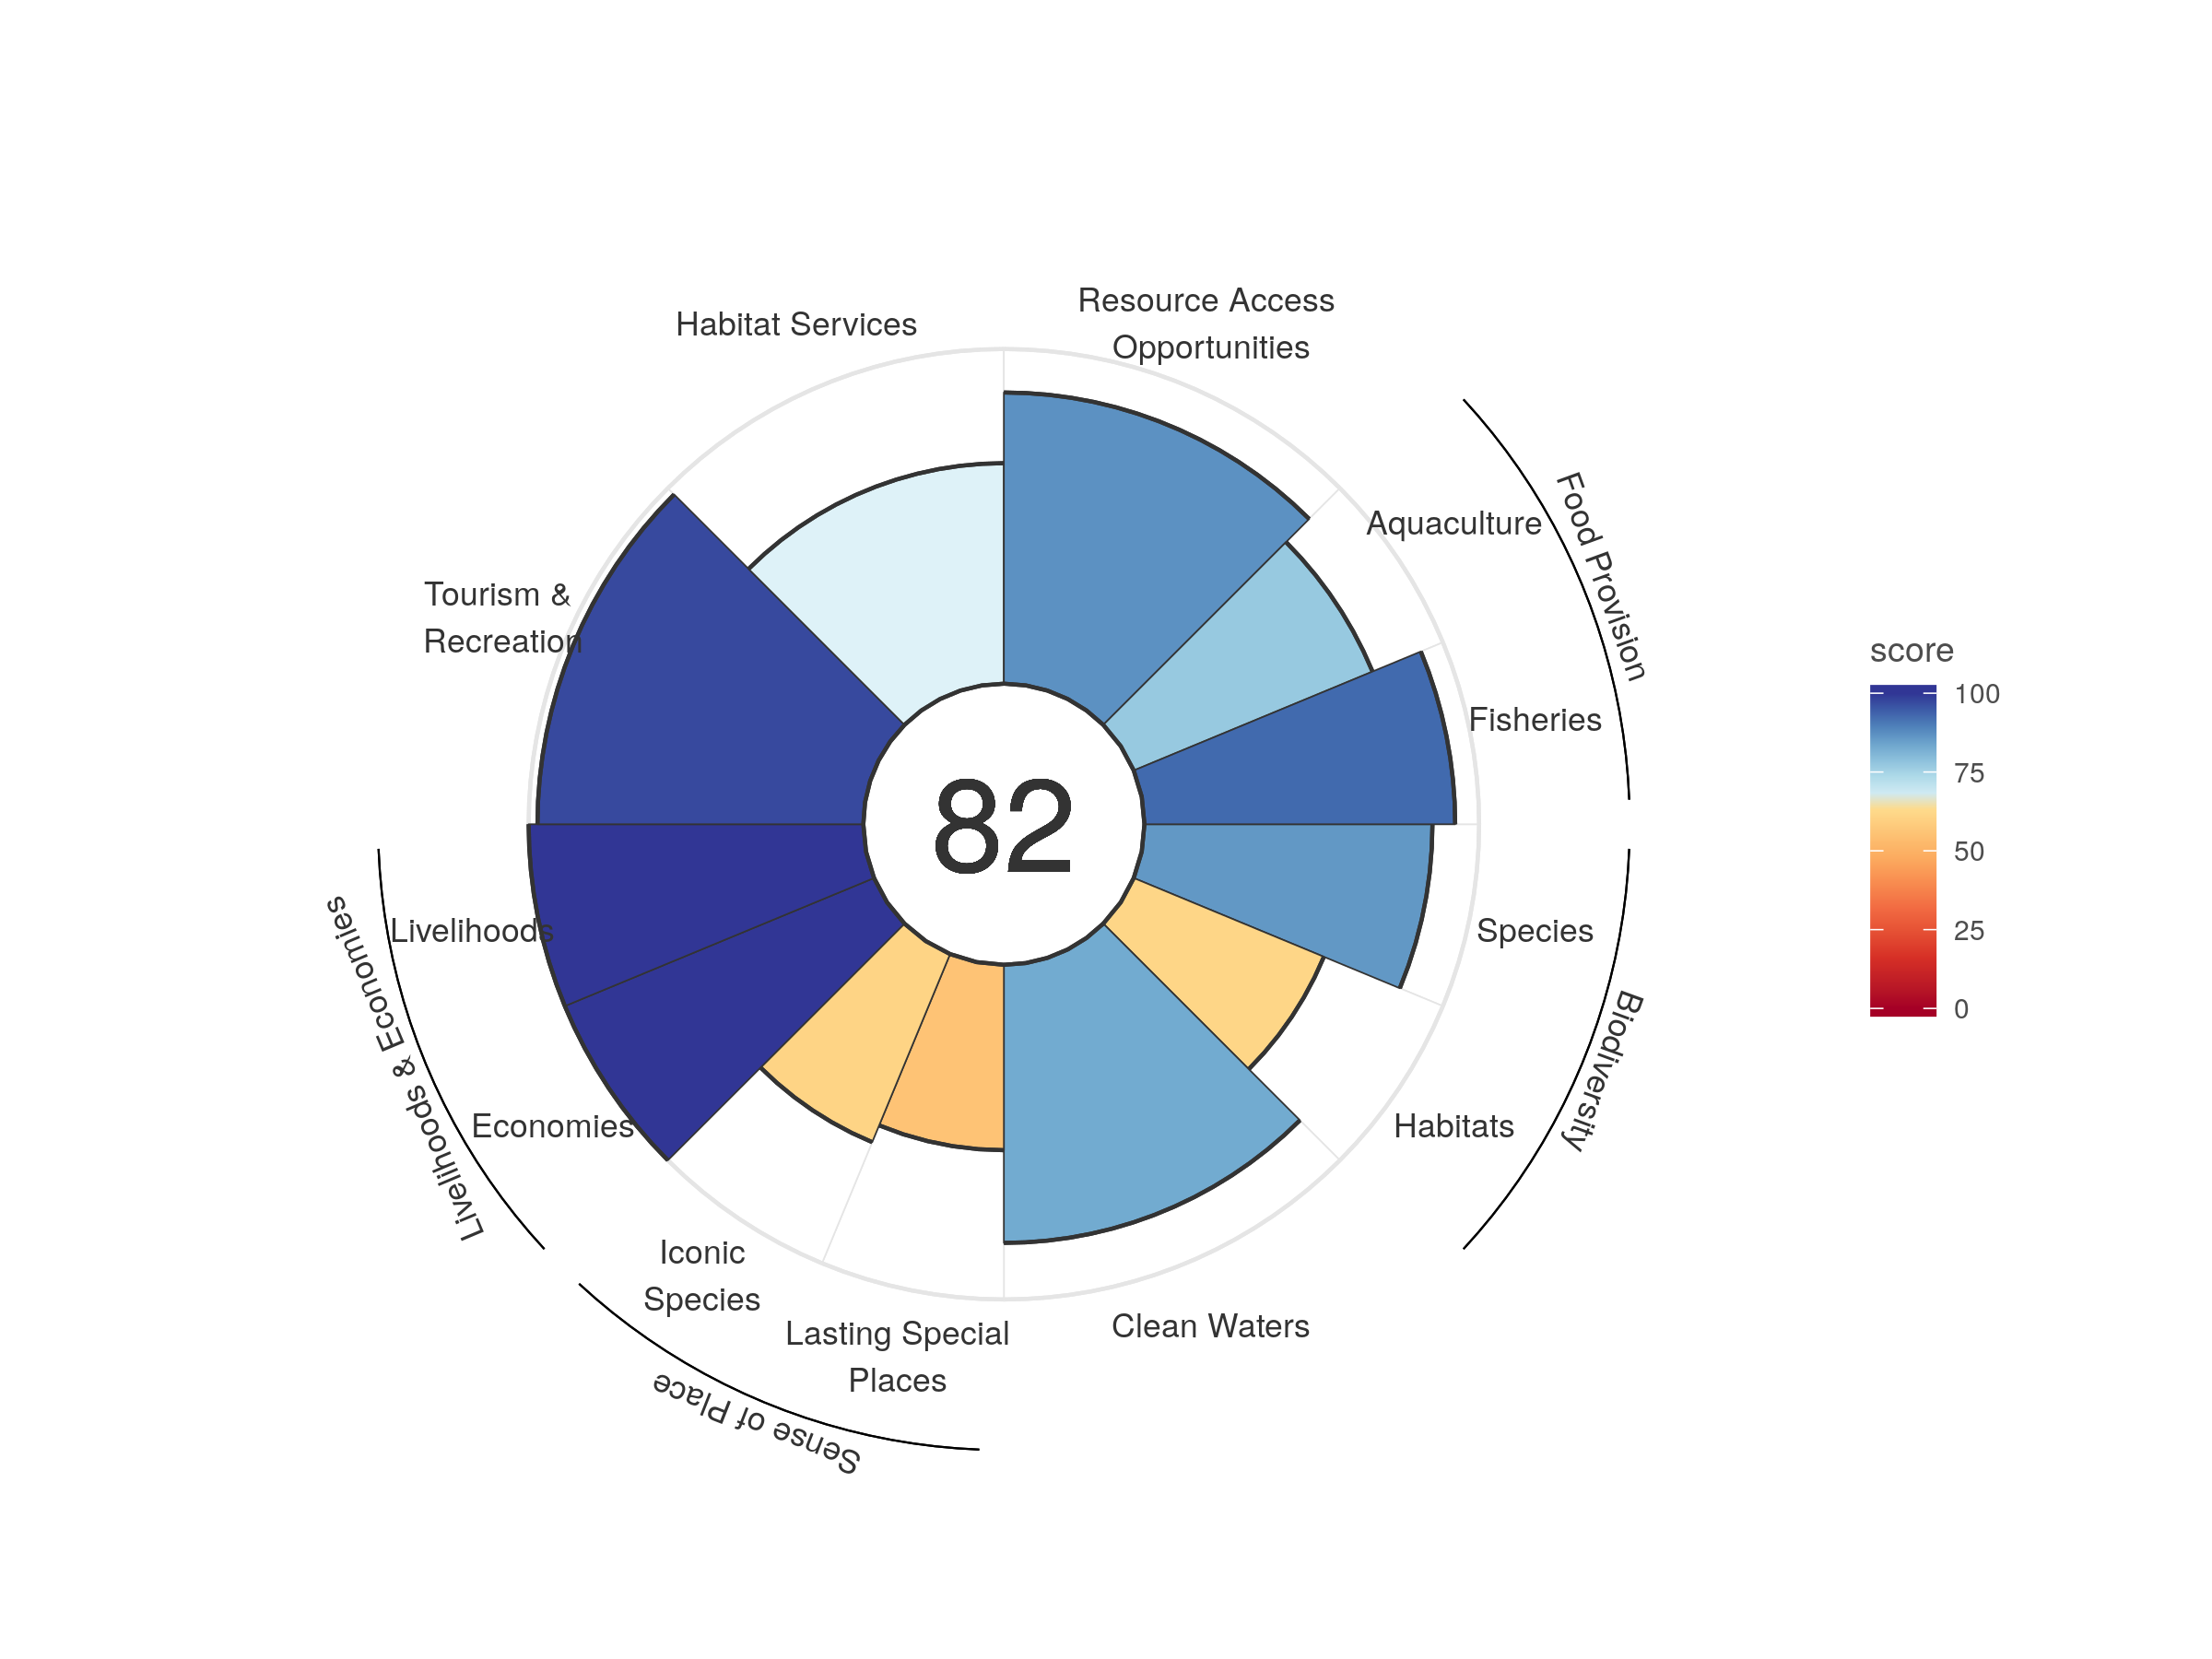 Resource Access
Opportunities
Habitat Services
Aquaculture
Food Provision
Tourism &
Recreation
Fisheries
score
100
75
50
25
0
82
Livelihoods
Species
Livelihoods & Economies
Biodiversity
Economies
Habitats
Iconic
Species
Lasting Special
Places
Clean Waters
Sense of Place